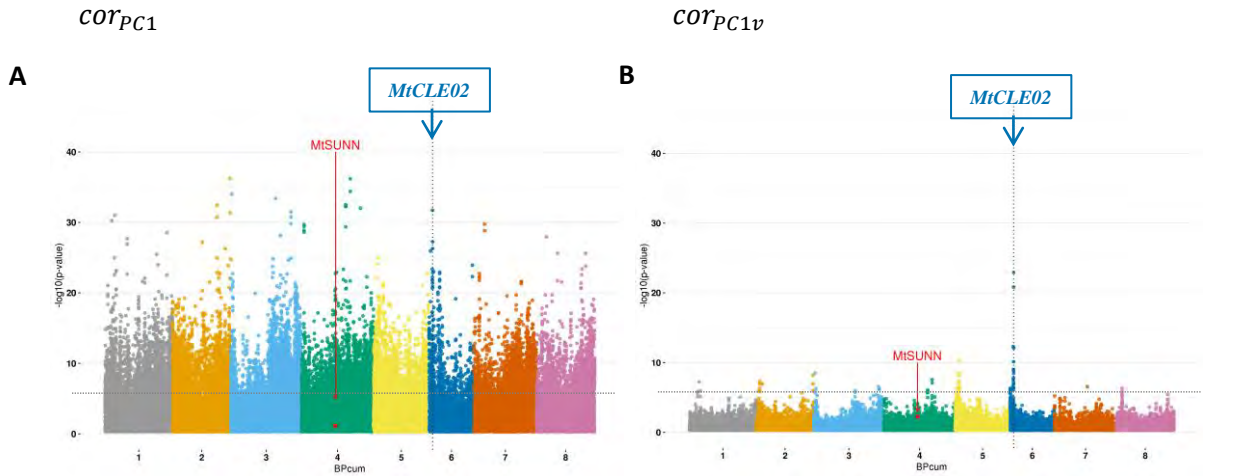 cor_PC1
cor_PC1v
A
MtCLE02
MtSUNN
40
30
20
10
0
-log10(p-value)
1 2 3 4 5 6 7 8
BPcum
B
MtCLE02
MtSUNN
40
30
20
10
0
-log10(p-value)
1 2 3 4 5 6 7 8
BPcum